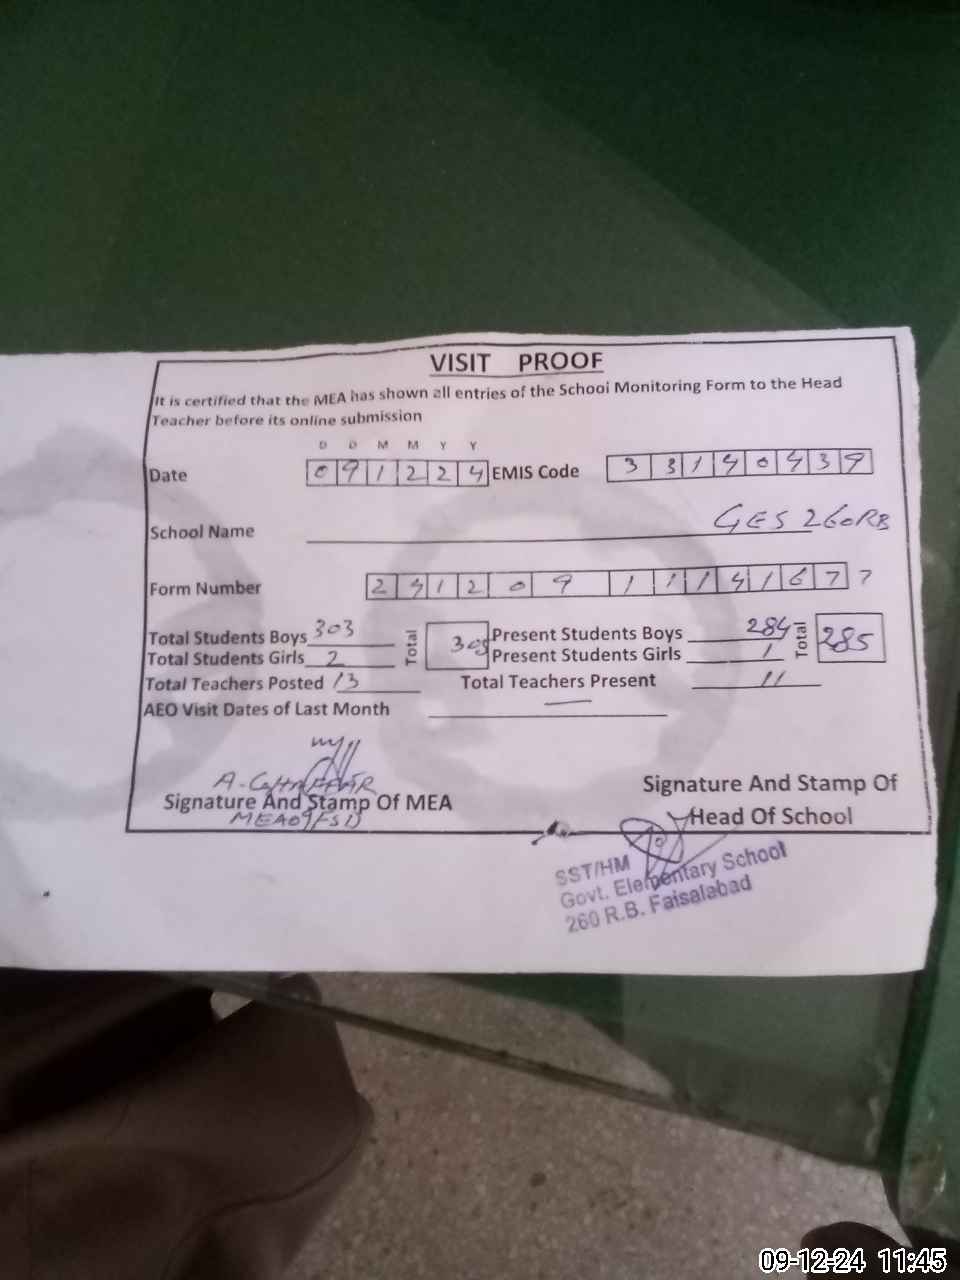 VISIT PROOF
It is certified that the MEA has shown all entries of the School Monitoring Form to the Head
Teacher before its online submission
D D M M Y Y
Date 0 9 1 2 2 4 EMIS Code 3 3 1 4 0 4 3 9
School Name GES 260RB
Form Number 2 4 1 2 0 9 1 1 1 4 1 6 7 7
Total Students Boys 303 Total 305 Present Students Boys 284 Total 285
Total Students Girls 2 Present Students Girls 1
Total Teachers Posted 13 Total Teachers Present 11
AEO Visit Dates of Last Month —
Signature And Stamp Of MEA
MEA09FSD
Signature And Stamp Of
Head Of School
SST/HM
Govt. Elementary School
260 R.B. Faisalabad
09-12-24 11:45